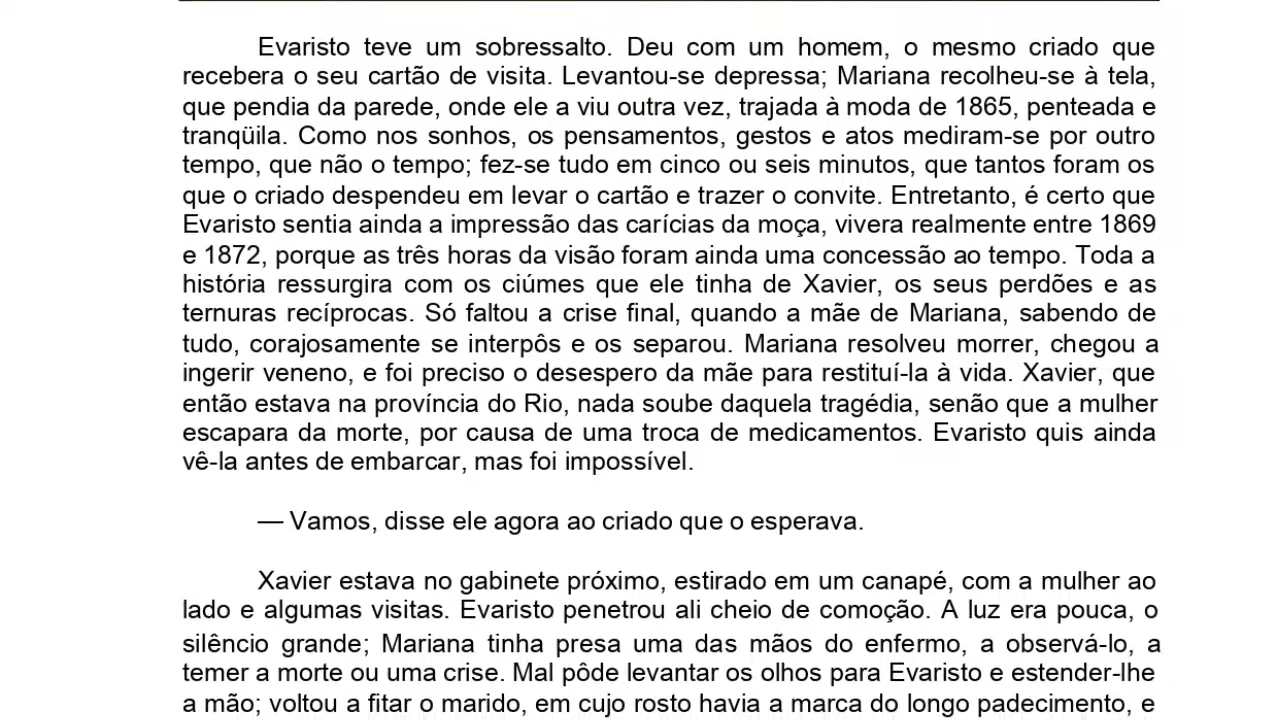 Evaristo teve um sobressalto. Deu com um homem, o mesmo criado que
recebera o seu cartão de visita. Levantou-se depressa; Mariana recolheu-se à tela,
que pendia da parede, onde ele a viu outra vez, trajada à moda de 1865, penteada e
tranqüila. Como nos sonhos, os pensamentos, gestos e atos mediram-se por outro
tempo, que não o tempo; fez-se tudo em cinco ou seis minutos, que tantos foram os
que o criado despendeu em levar o cartão e trazer o convite. Entretanto, é certo que
Evaristo sentia ainda a impressão das carícias da moça, vivera realmente entre 1869
e 1872, porque as três horas da visão foram ainda uma concessão ao tempo. Toda a
história ressurgira com os ciúmes que ele tinha de Xavier, os seus perdões e as
ternuras recíprocas. Só faltou a crise final, quando a mãe de Mariana, sabendo de
tudo, corajosamente se interpôs e os separou. Mariana resolveu morrer, chegou a
ingerir veneno, e foi preciso o desespero da mãe para restituí-la à vida. Xavier, que
então estava na província do Rio, nada soube daquela tragédia, senão que a mulher
escapara da morte, por causa de uma troca de medicamentos. Evaristo quis ainda
vê-la antes de embarcar, mas foi impossível.
— Vamos, disse ele agora ao criado que o esperava.
Xavier estava no gabinete próximo, estirado em um canapé, com a mulher ao
lado e algumas visitas. Evaristo penetrou ali cheio de comoção. A luz era pouca, o
silêncio grande; Mariana tinha presa uma das mãos do enfermo, a observá-lo, a
temer a morte ou uma crise. Mal pôde levantar os olhos para Evaristo e estender-lhe
a mão; voltou a fitar o marido, em cujo rosto havia a marca do longo padecimento, e